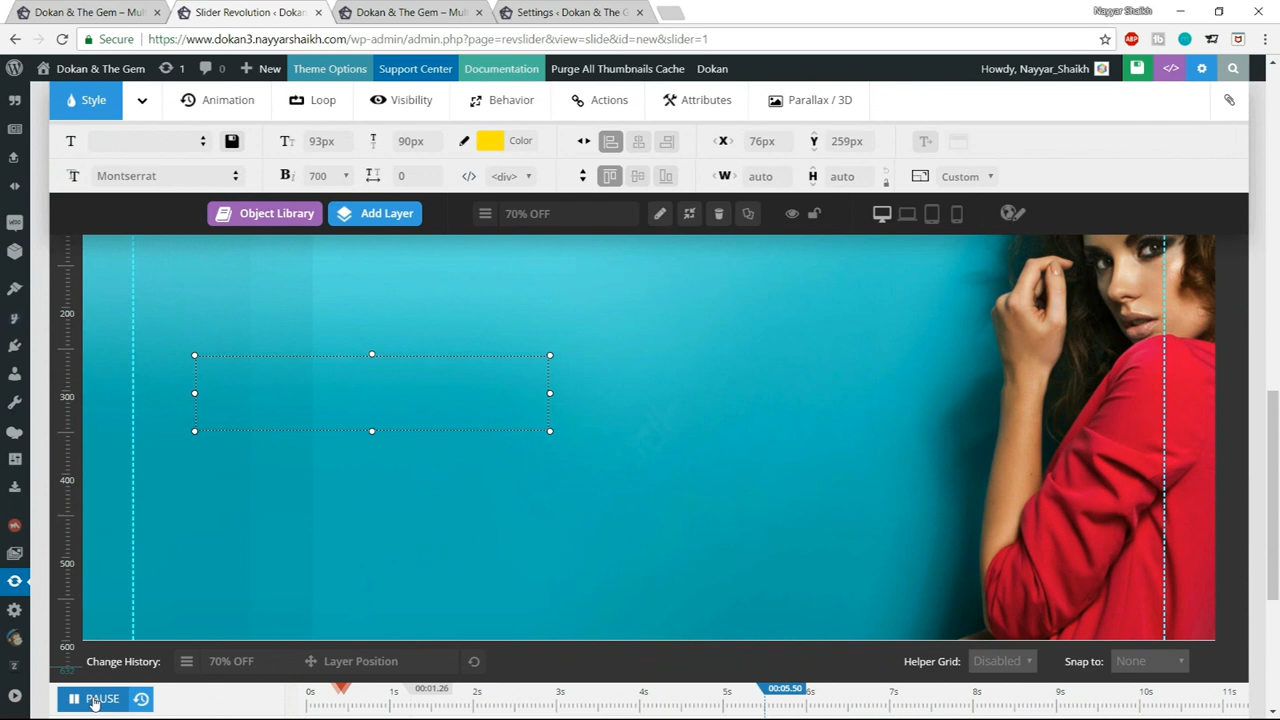 Dokan & The Gem – Mul
Slider Revolution ‹ Dokan
Dokan & The Gem – Mul
Settings ‹ Dokan & The G
Nayyar Shaikh
Secure
https://www.dokan3.nayyarshaikh.com/wp-admin/admin.php?page=revslider&view=slide&id=new&slider=1
ABP
Dokan & The Gem
1
0
New
Theme Options
Support Center
Documentation
Purge All Thumbnails Cache
Dokan
Howdy, Nayyar_Shaikh
Style
Animation
Loop
Visibility
Behavior
Actions
Attributes
Parallax / 3D
93px
90px
Color
X
76px
Y
259px
Montserrat
700
0
<div>
W
auto
H
auto
Custom
Object Library
Add Layer
70% OFF
200
300
400
500
600
Change History:
70% OFF
Layer Position
Helper Grid:
Disabled
Snap to:
None
PAUSE
0s
1s
00:01.26
2s
3s
4s
5s
00:05.50
6s
7s
8s
9s
10s
11s